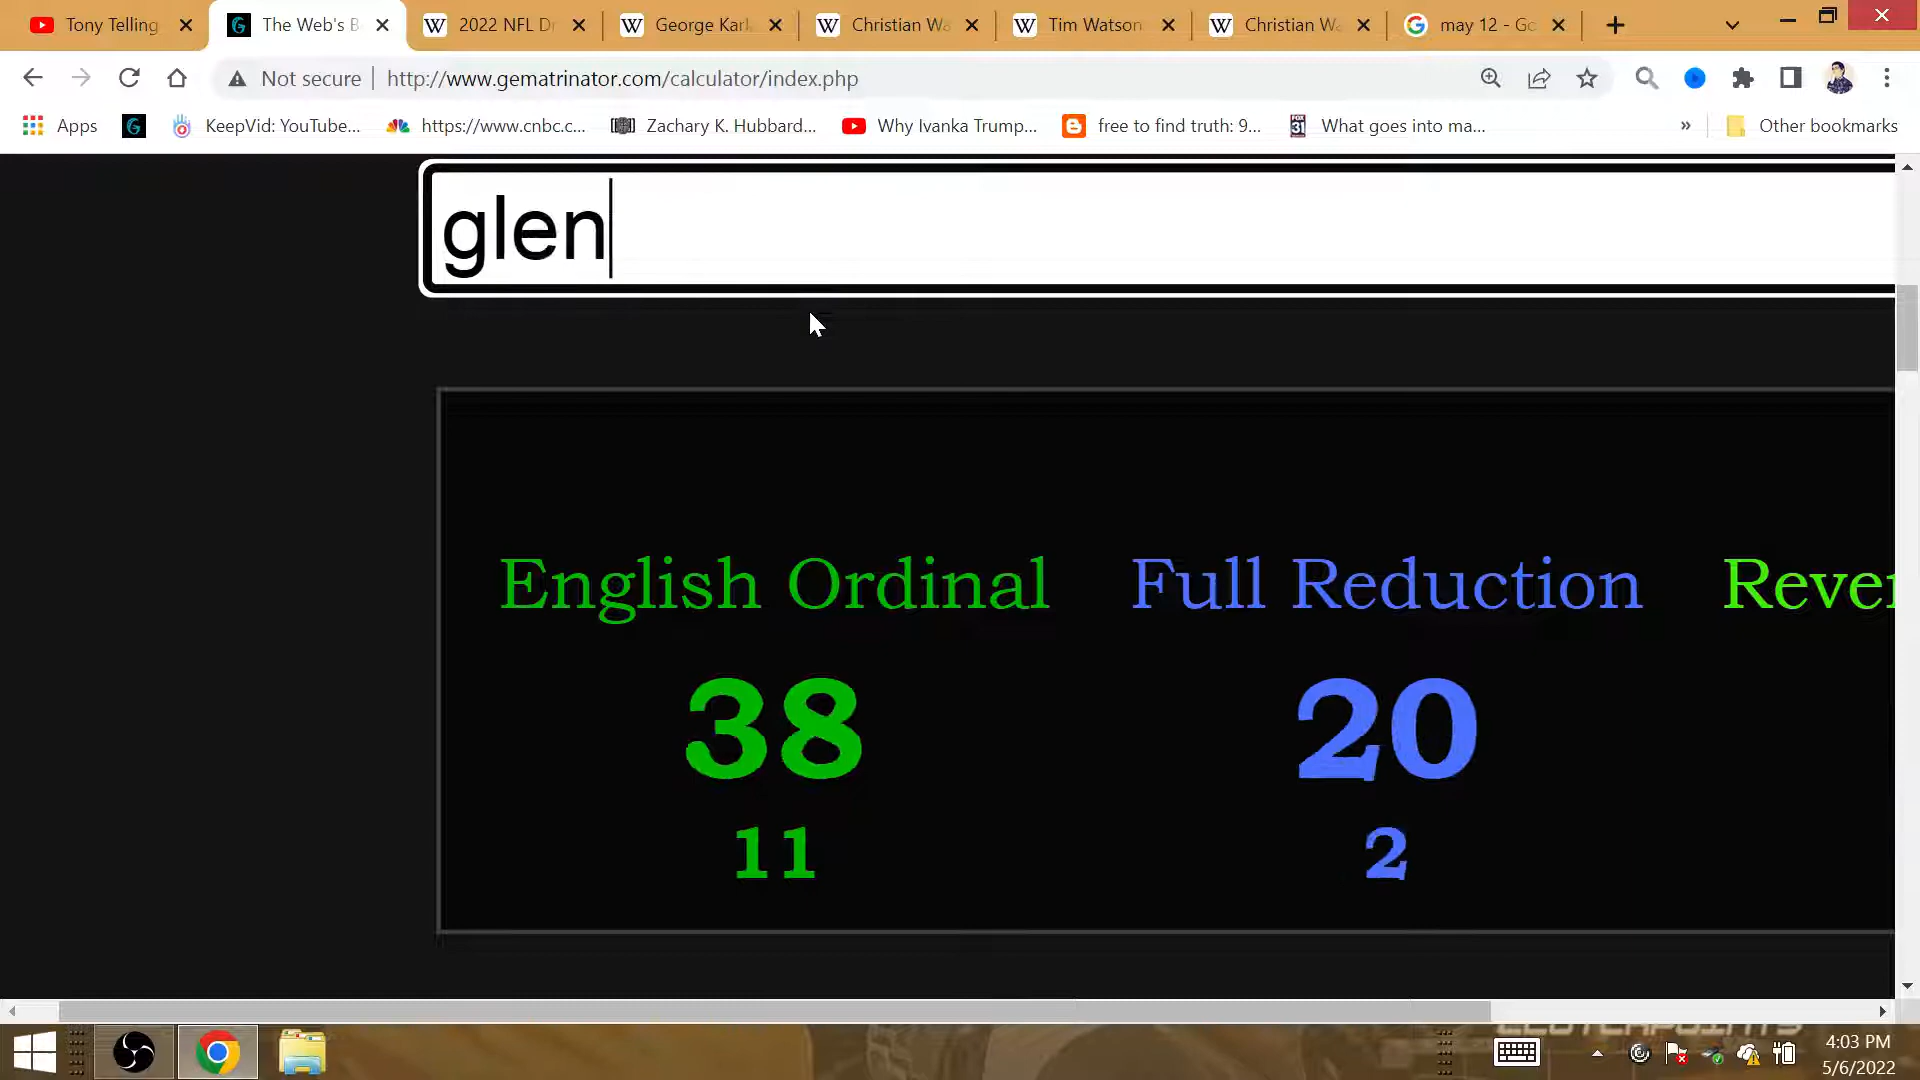 Tony Telling
The Web's B
2022 NFL Dr
George Karl
Christian Wa
Tim Watson
Christian Wa
may 12 - Go
Not secure
http://www.gematrinator.com/calculator/index.php
Apps
KeepVid: YouTube...
https://www.cnbc.c...
Zachary K. Hubbard...
Why Ivanka Trump,...
free to find truth: 9...
What goes into ma...
»
Other bookmarks
glen
English Ordinal
Full Reduction
Rever
38
20
11
2
4:03 PM
5/6/2022